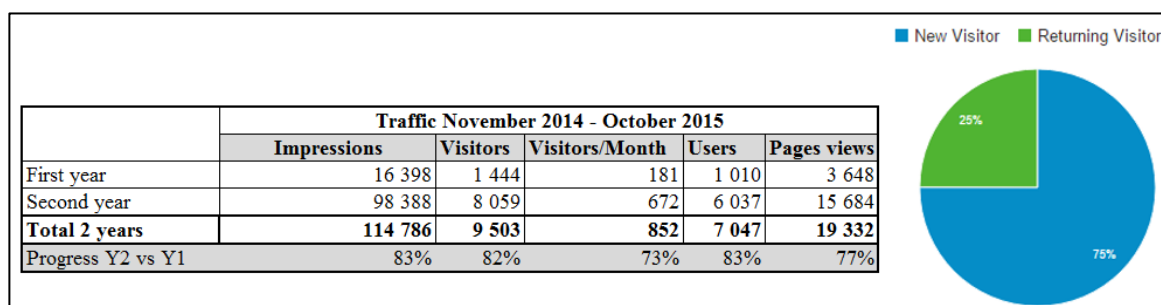 New Visitor Returning Visitor
Traffic November 2014 - October 2015
Impressions Visitors Visitors/Month Users Pages views
First year 16 398 1 444 181 1 010 3 648
Second year 98 388 8 059 672 6 037 15 684
Total 2 years 114 786 9 503 852 7 047 19 332
Progress Y2 vs Y1 83% 82% 73% 83% 77%
25%
75%